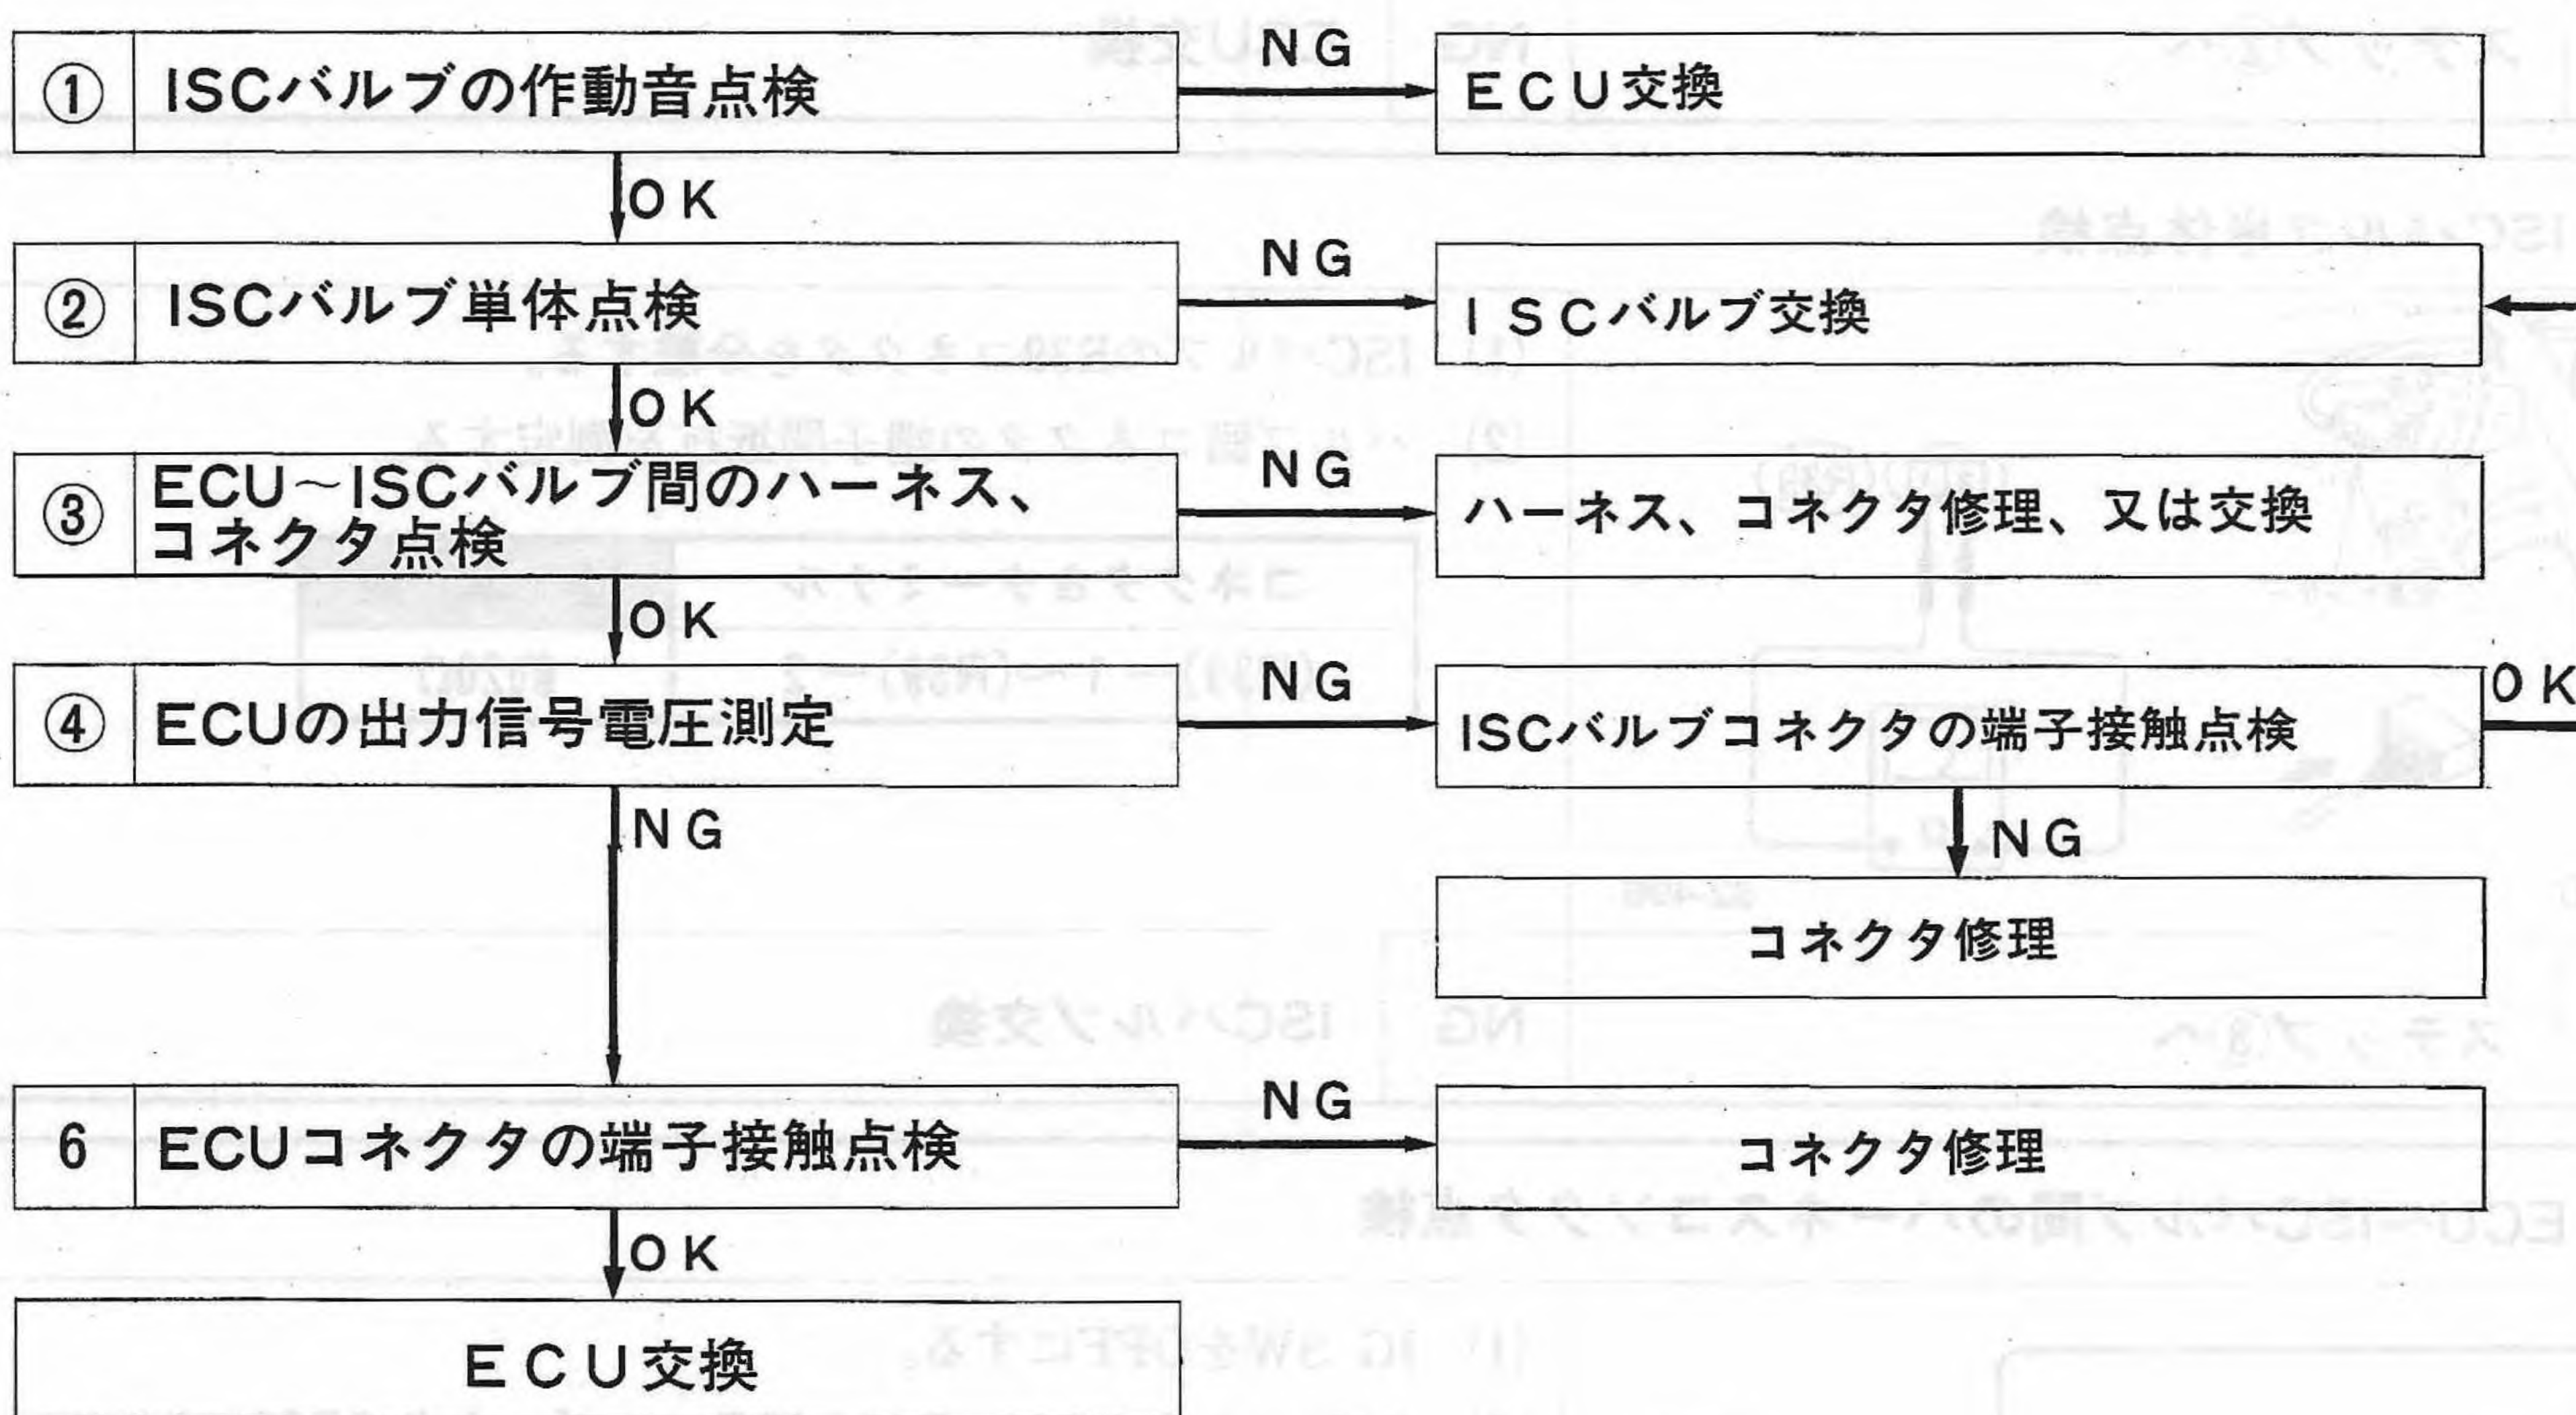 ① ISCバルブの作動音点検
NG
ECU交換
OK
② ISCバルブ単体点検
NG
ISCバルブ交換
OK
③ ECU～ISCバルブ間のハーネス、
コネクタ点検
NG
ハーネス、コネクタ修理、又は交換
OK
④ ECUの出力信号電圧測定
NG
ISCバルブコネクタの端子接触点検
OK
NG
NG
コネクタ修理
6 ECUコネクタの端子接触点検
NG
コネクタ修理
OK
ECU交換